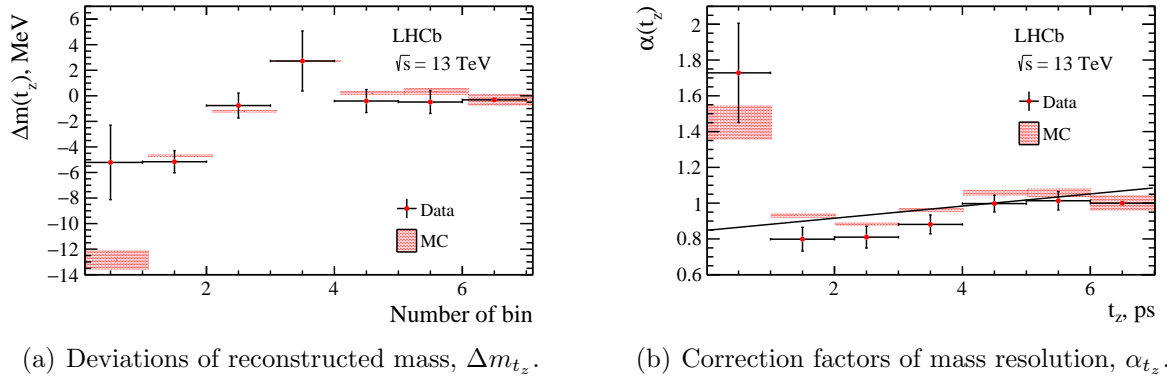 Δm(t_z), MeV
6
4
2
0
−2
−4
−6
−8
−10
−12
−14
LHCb
√s = 13 TeV
Data
MC
2 4 6
Number of bin
(a) Deviations of reconstructed mass, Δm_{t_z}.
α(t_z)
2
1.8
1.6
1.4
1.2
1
0.8
0.6
LHCb
√s = 13 TeV
Data
MC
0 2 4 6
t_z, ps
(b) Correction factors of mass resolution, α_{t_z}.